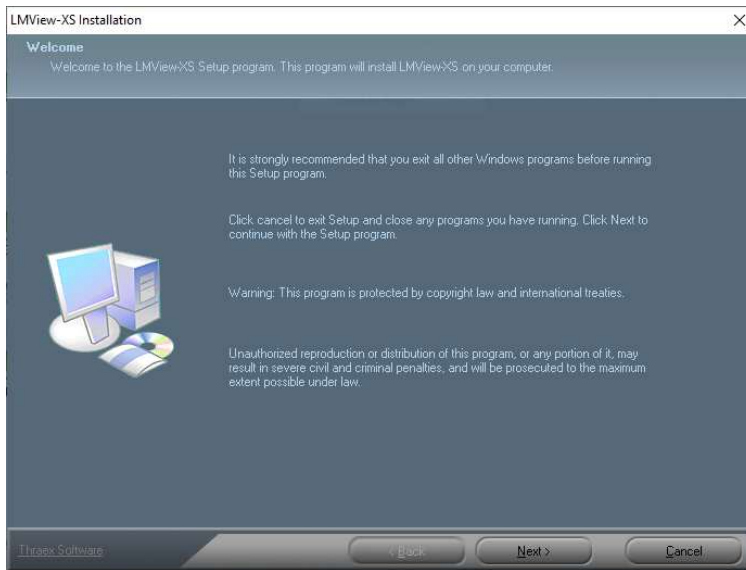 LMView-XS Installation
Welcome
Welcome to the LMView-XS Setup program. This program will install LMView-XS on your computer.
It is strongly recommended that you exit all other Windows programs before running
this Setup program.
Click cancel to exit Setup and close any programs you have running. Click Next to
continue with the Setup program.
Warning: This program is protected by copyright law and international treaties.
Unauthorized reproduction or distribution of this program, or any portion of it, may
result in severe civil and criminal penalties, and will be prosecuted to the maximum
extent possible under law.
Thraex Software
< Back Next > Cancel